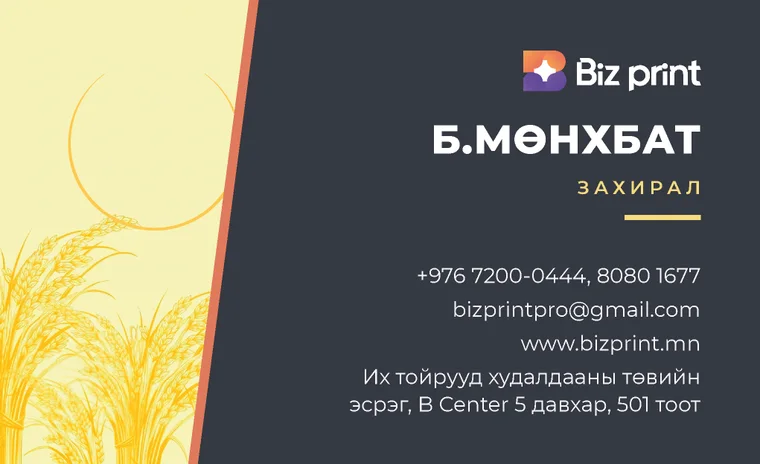 Biz print
Б.МӨНХБАТ
ЗАХИРАЛ
+976 7200-0444, 8080 1677
bizprintpro@gmail.com
www.bizprint.mn
Их тойрууд худалдааны төвийн
эсрэг, B Center 5 давхар, 501 тоот